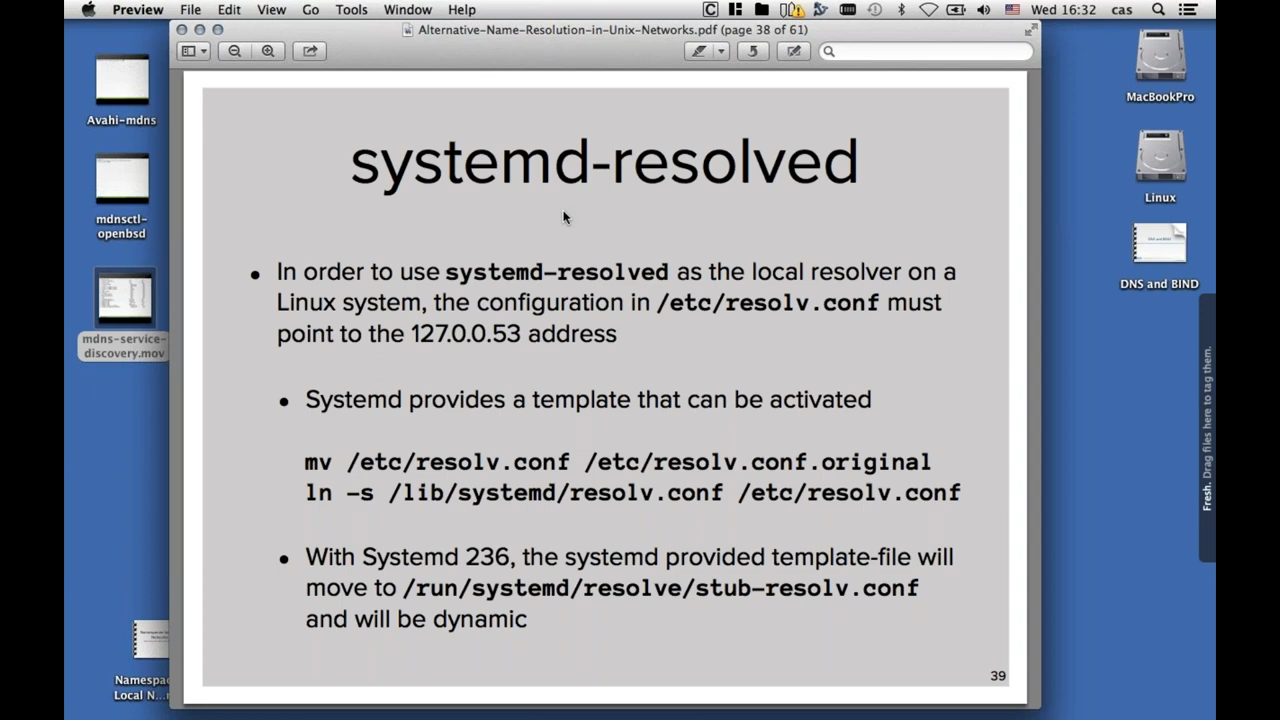 Preview File Edit View Go Tools Window Help
Wed 16:32 cas
Alternative-Name-Resolution-in-Unix-Networks.pdf (page 38 of 61)
Avahi-mdns
mdnsctl-
openbsd
mdns-service-
discovery.mov
Namespa
Local N...
systemd-resolved
• In order to use systemd-resolved as the local resolver on a
Linux system, the configuration in /etc/resolv.conf must
point to the 127.0.0.53 address
• Systemd provides a template that can be activated
mv /etc/resolv.conf /etc/resolv.conf.original
ln -s /lib/systemd/resolv.conf /etc/resolv.conf
• With Systemd 236, the systemd provided template-file will
move to /run/systemd/resolve/stub-resolv.conf
and will be dynamic
39
MacBookPro
Linux
DNS and BIND
DNS and BIND
Fresh. Drag files here to tag them.